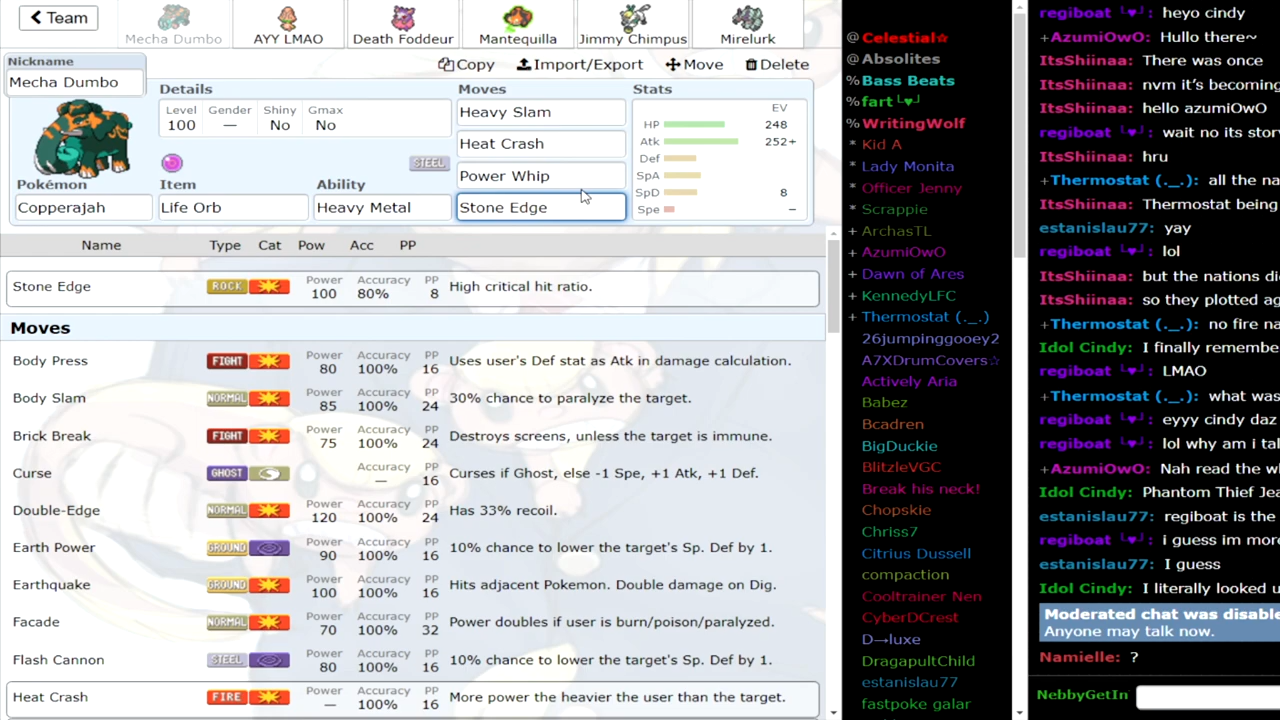 Team
Mecha Dumbo
AYY LMAO
Death Foddeur
Mantequilla
Jimmy Chimpus
Mirelurk
Nickname
Mecha Dumbo
Copy
Import/Export
Move
Delete
Details
Level Gender Shiny Gmax
100 — No No
STEEL
Pokémon
Copperajah
Item
Life Orb
Ability
Heavy Metal
Moves
Heavy Slam
Heat Crash
Power Whip
Stone Edge
Stats
EV
HP 248
Atk 252+
Def
SpA
SpD 8
Spe –
Name Type Cat Pow Acc PP
Stone Edge ROCK Power 100 Accuracy 80% PP 8 High critical hit ratio.
Moves
Body Press FIGHT Power 80 Accuracy 100% PP 16 Uses user's Def stat as Atk in damage calculation.
Body Slam NORMAL Power 85 Accuracy 100% PP 24 30% chance to paralyze the target.
Brick Break FIGHT Power 75 Accuracy 100% PP 24 Destroys screens, unless the target is immune.
Curse GHOST Accuracy PP 16 Curses if Ghost, else -1 Spe, +1 Atk, +1 Def.
Double-Edge NORMAL Power 120 Accuracy 100% PP 24 Has 33% recoil.
Earth Power GROUND Power 90 Accuracy 100% PP 16 10% chance to lower the target's Sp. Def by 1.
Earthquake GROUND Power 100 Accuracy 100% PP 16 Hits adjacent Pokemon. Double damage on Dig.
Facade NORMAL Power 70 Accuracy 100% PP 32 Power doubles if user is burn/poison/paralyzed.
Flash Cannon STEEL Power 80 Accuracy 100% PP 16 10% chance to lower the target's Sp. Def by 1.
Heat Crash FIRE Power — Accuracy 100% PP 16 More power the heavier the user than the target.
@ Celestial☆
@ Absolites
% Bass Beats
% fart ╰♥╯
% WritingWolf
* Kid A
* Lady Monita
* Officer Jenny
* Scrappie
+ ArchasTL
+ AzumiOwO
+ Dawn of Ares
+ KennedyLFC
+ Thermostat (._.)
26jumpinggooey2
A7XDrumCovers☆
Actively Aria
Babez
Bcadren
BigDuckie
BlitzleVGC
Break his neck!
Chopskie
Chriss7
Citrius Dussell
compaction
Cooltrainer Nen
CyberDCrest
D→luxe
DragapultChild
estanislau77
fastpoke galar
regiboat ╰♥╯: heyo cindy
+AzumiOwO: Hullo there~
ItsShiinaa: There was once
ItsShiinaa: nvm it's becoming
ItsShiinaa: hello azumiOwO
regiboat ╰♥╯: wait no its stor
ItsShiinaa: hru
+Thermostat (._.): all the na
ItsShiinaa: Thermostat being
estanislau77: yay
regiboat ╰♥╯: lol
ItsShiinaa: but the nations di
ItsShiinaa: so they plotted ag
+Thermostat (._.): no fire na
Idol Cindy: I finally remembe
regiboat ╰♥╯: LMAO
+Thermostat (._.): what was
regiboat ╰♥╯: eyyy cindy daz
regiboat ╰♥╯: lol why am i tal
+AzumiOwO: Nah read the w
Idol Cindy: Phantom Thief Jea
estanislau77: regiboat is the
regiboat ╰♥╯: i guess im mor
estanislau77: I guess
Idol Cindy: I literally looked u
Moderated chat was disable
Anyone may talk now.
Namielle: ?
NebbyGetIn